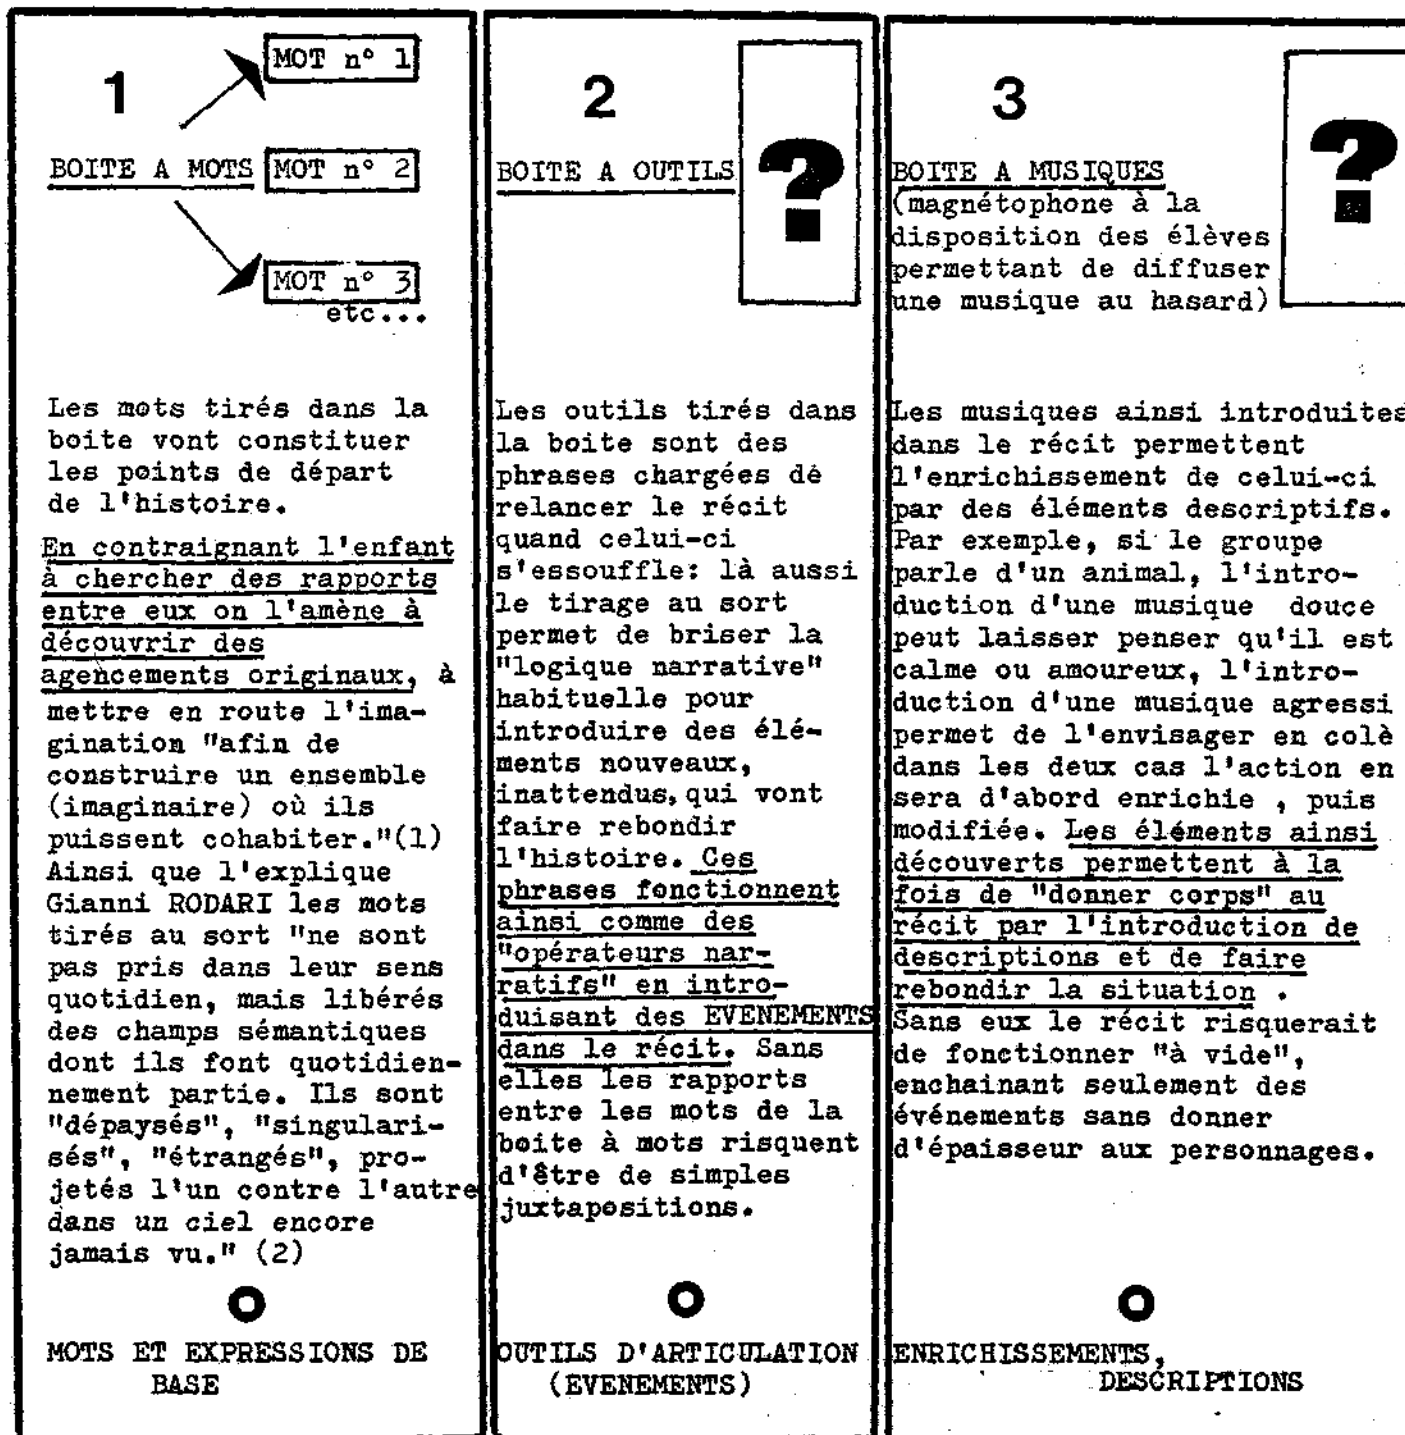 1
MOT n° 1
BOITE A MOTS
MOT n° 2
MOT n° 3
etc...
Les mots tirés dans la
boite vont constituer
les points de départ
de l'histoire.
En contraignant l'enfant
à chercher des rapports
entre eux on l'amène à
découvrir des
agencements originaux, à
mettre en route l'ima-
gination "afin de
construire un ensemble
(imaginaire) où ils
puissent cohabiter."(1)
Ainsi que l'explique
Gianni RODARI les mots
tirés au sort "ne sont
pas pris dans leur sens
quotidien, mais libérés
des champs sémantiques
dont ils font quotidien-
nement partie. Ils sont
"dépaysés", "singulari-
sés", "étrangés", pro-
jetés l'un contre l'autre
dans un ciel encore
jamais vu." (2)
MOTS ET EXPRESSIONS DE
BASE
2
BOITE A OUTILS
?
Les outils tirés dans
la boite sont des
phrases chargées dé
relancer le récit
quand celui-ci
s'essouffle: là aussi
le tirage au sort
permet de briser la
"logique narrative"
habituelle pour
introduire des élé-
ments nouveaux,
inattendus,qui vont
faire rebondir
l'histoire. Ces
phrases fonctionnent
ainsi comme des
"opérateurs nar-
ratifs" en intro-
duisant des EVENEMENTS
dans le récit. Sans
elles les rapports
entre les mots de la
boite à mots risquent
d'être de simples
juxtapositions.
OUTILS D'ARTICULATION
(EVENEMENTS)
3
BOITE A MUSIQUES
?
(magnétophone à la
disposition des élèves
permettant de diffuser
une musique au hasard)
Les musiques ainsi introduites
dans le récit permettent
l'enrichissement de celui-ci
par des éléments descriptifs.
Par exemple, si le groupe
parle d'un animal, l'intro-
duction d'une musique douce
peut laisser penser qu'il est
calme ou amoureux, l'intro-
duction d'une musique agressi
permet de l'envisager en colè
dans les deux cas l'action en
sera d'abord enrichie , puis
modifiée. Les éléments ainsi
découverts permettent à la
fois de "donner corps" au
récit par l'introduction de
descriptions et de faire
rebondir la situation .
Sans eux le récit risquerait
de fonctionner "à vide",
enchainant seulement des
événements sans donner
d'épaisseur aux personnages.
ENRICHISSEMENTS,
DESCRIPTIONS